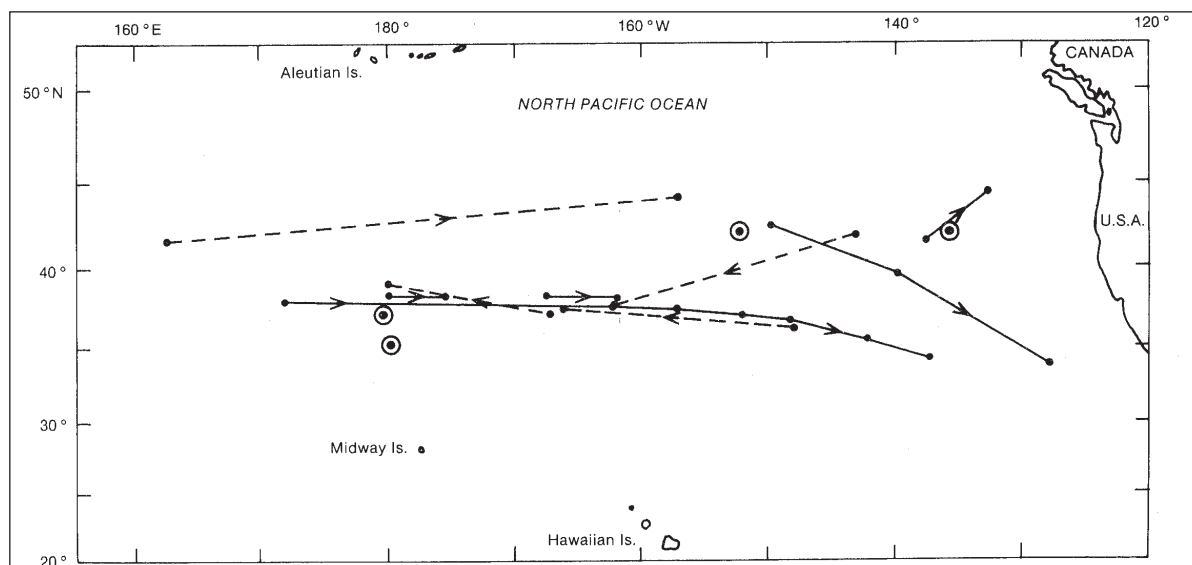 160 °E 180 ° 160 °W 140 ° 120 °
Aleutian Is.
CANADA
50 °N
NORTH PACIFIC OCEAN
U.S.A.
40 °
30 °
Midway Is.
Hawaiian Is.
20 °